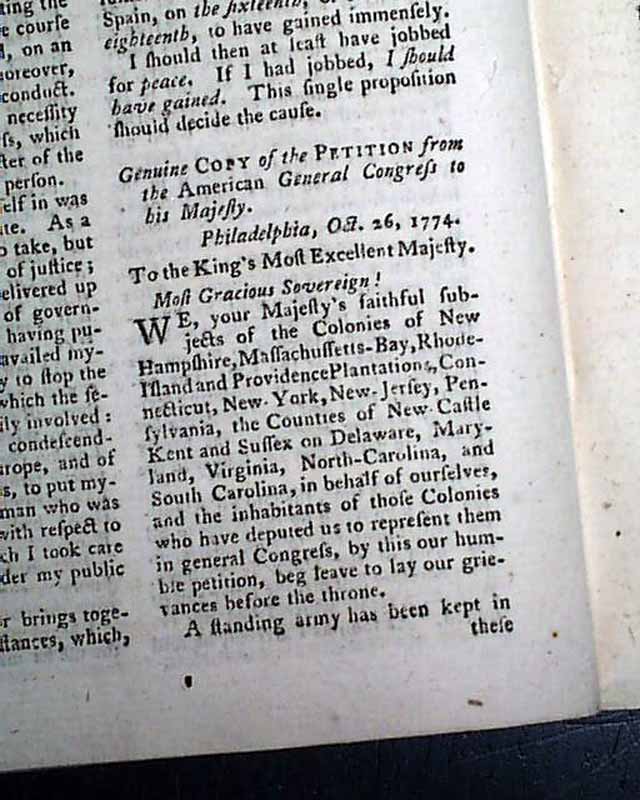 ing the
e course
l, on an
moreover,
conduct.
necessity
ſs, which
ter of the
perſon.
elf in was
ute. As a
o take, but
of juſtice;
elivered up
of govern-
having pu-
availed my-
y to ſtop the
which the ſe-
ily involved:
condeſcend-
urope, and of
s, to put my-
man who was
with reſpect to
ch I took care
der my public
r brings toge-
ſtances, which,
Spain, on the ſixteenth,
eighteenth, to have gained immenſely.
I ſhould then at leaſt have jobbed
for peace. If I had jobbed, I ſhould
have gained. This ſingle propoſition
ſhould decide the cauſe.
Genuine COPY of the PETITION from
the American General Congreſs to
his Majeſty.
Philadelphia, Oct. 26, 1774.
To the King's Moſt Excellent Majeſty.
Moſt Gracious Sovereign!
WE, your Majeſty's faithful ſub-
jects of the Colonies of New
Hampſhire, Maſſachuſſetts-Bay, Rhode-
Iſland and Providence Plantations, Con-
necticut, New-York, New-Jerſey, Pen-
ſylvania, the Counties of New-Caſtle
Kent and Suſſex on Delaware, Mary-
land, Virginia, North-Carolina, and
South Carolina, in behalf of ourſelves,
and the inhabitants of thoſe Colonies
who have deputed us to repreſent them
in general Congreſs, by this our hum-
ble petition, beg leave to lay our grie-
vances before the throne.
A ſtanding army has been kept in
theſe